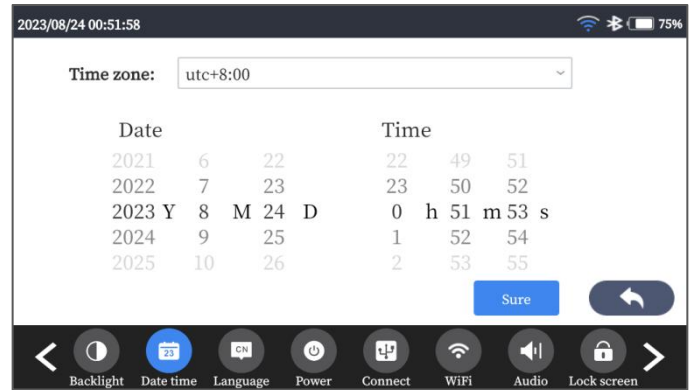 2023/08/24 00:51:58 75%
Time zone: utc+8:00
Date Time
2021 6 22 22 49 51
2022 7 23 23 50 52
2023 Y 8 M 24 D 0 h 51 m 53 s
2024 9 25 1 52 54
2025 10 26 2 53 55
Sure
23 CN
Backlight Date time Language Power Connect WiFi Audio Lock screen